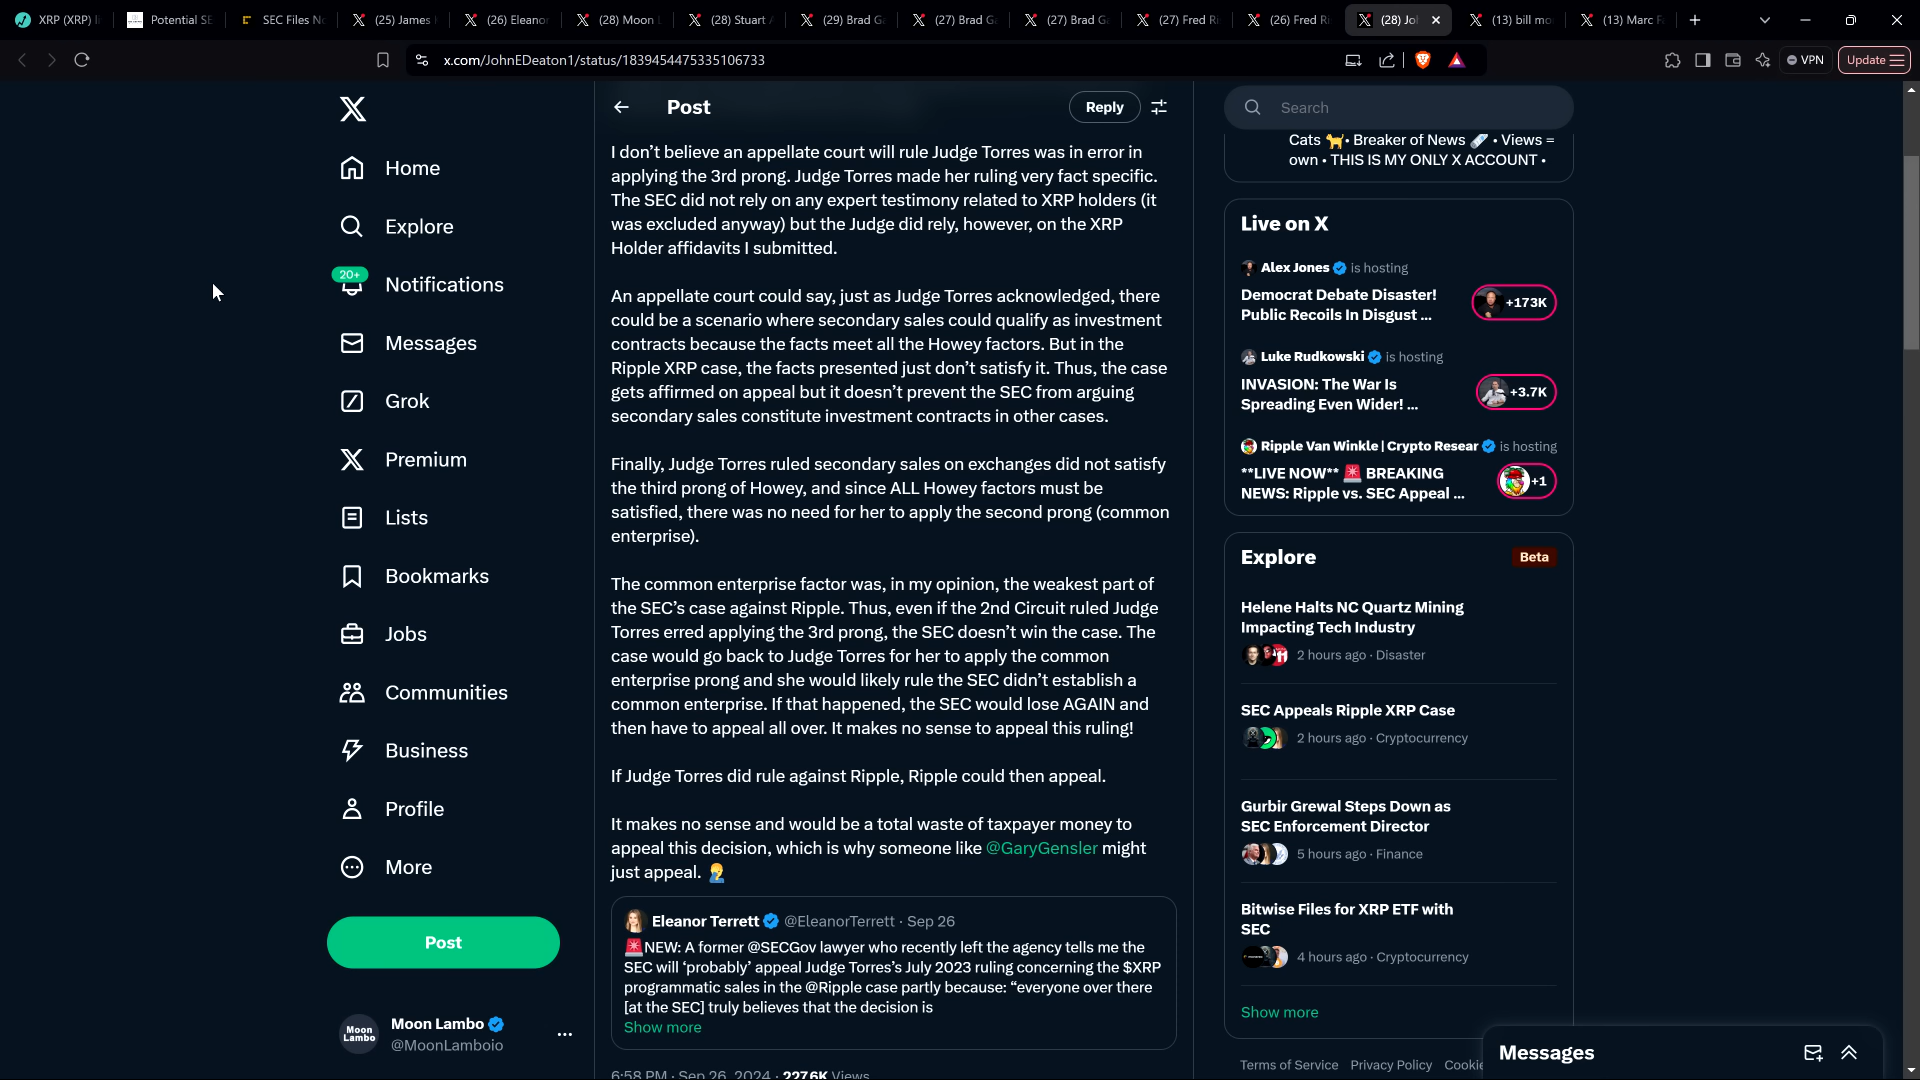 XRP (XRP) li
Potential SE
SEC Files No
(25) James
(26) Eleanor
(28) Moon L
(28) Stuart A
(29) Brad Ga
(27) Brad Ga
(27) Brad Ga
(27) Fred Ri
(26) Fred Ri
(28) Jo
(13) bill mo
(13) Marc F
x.com/JohnEDeaton1/status/1839454475335106733
VPN
Update
Home
Explore
20+
Notifications
Messages
Grok
Premium
Lists
Bookmarks
Jobs
Communities
Business
Profile
More
Post
Moon Lambo
Moon Lambo
@MoonLamboio
Post
Reply
I don’t believe an appellate court will rule Judge Torres was in error in
applying the 3rd prong. Judge Torres made her ruling very fact specific.
The SEC did not rely on any expert testimony related to XRP holders (it
was excluded anyway) but the Judge did rely, however, on the XRP
Holder affidavits I submitted.
An appellate court could say, just as Judge Torres acknowledged, there
could be a scenario where secondary sales could qualify as investment
contracts because the facts meet all the Howey factors. But in the
Ripple XRP case, the facts presented just don’t satisfy it. Thus, the case
gets affirmed on appeal but it doesn’t prevent the SEC from arguing
secondary sales constitute investment contracts in other cases.
Finally, Judge Torres ruled secondary sales on exchanges did not satisfy
the third prong of Howey, and since ALL Howey factors must be
satisfied, there was no need for her to apply the second prong (common
enterprise).
The common enterprise factor was, in my opinion, the weakest part of
the SEC’s case against Ripple. Thus, even if the 2nd Circuit ruled Judge
Torres erred applying the 3rd prong, the SEC doesn’t win the case. The
case would go back to Judge Torres for her to apply the common
enterprise prong and she would likely rule the SEC didn’t establish a
common enterprise. If that happened, the SEC would lose AGAIN and
then have to appeal all over. It makes no sense to appeal this ruling!
If Judge Torres did rule against Ripple, Ripple could then appeal.
It makes no sense and would be a total waste of taxpayer money to
appeal this decision, which is why someone like @GaryGensler might
just appeal. 🤦‍♂️
Eleanor Terrett @EleanorTerrett · Sep 26
🚨NEW: A former @SECGov lawyer who recently left the agency tells me the
SEC will ‘probably’ appeal Judge Torres’s July 2023 ruling concerning the $XRP
programmatic sales in the @Ripple case partly because: “everyone over there
[at the SEC] truly believes that the decision is
Show more
6:58 PM · Sep 26, 2024 · 227.6K Views
Search
Cats 🐈 • Breaker of News 🗞️ • Views =
own • THIS IS MY ONLY X ACCOUNT •
Live on X
Alex Jones is hosting
Democrat Debate Disaster!
Public Recoils In Disgust ...
+173K
Luke Rudkowski is hosting
INVASION: The War Is
Spreading Even Wider! ...
+3.7K
Ripple Van Winkle | Crypto Resear is hosting
**LIVE NOW** 🚨 BREAKING
NEWS: Ripple vs. SEC Appeal ...
+1
Explore
Beta
Helene Halts NC Quartz Mining
Impacting Tech Industry
2 hours ago · Disaster
SEC Appeals Ripple XRP Case
2 hours ago · Cryptocurrency
Gurbir Grewal Steps Down as
SEC Enforcement Director
5 hours ago · Finance
Bitwise Files for XRP ETF with
SEC
4 hours ago · Cryptocurrency
Show more
Terms of Service Privacy Policy Cookie
Messages